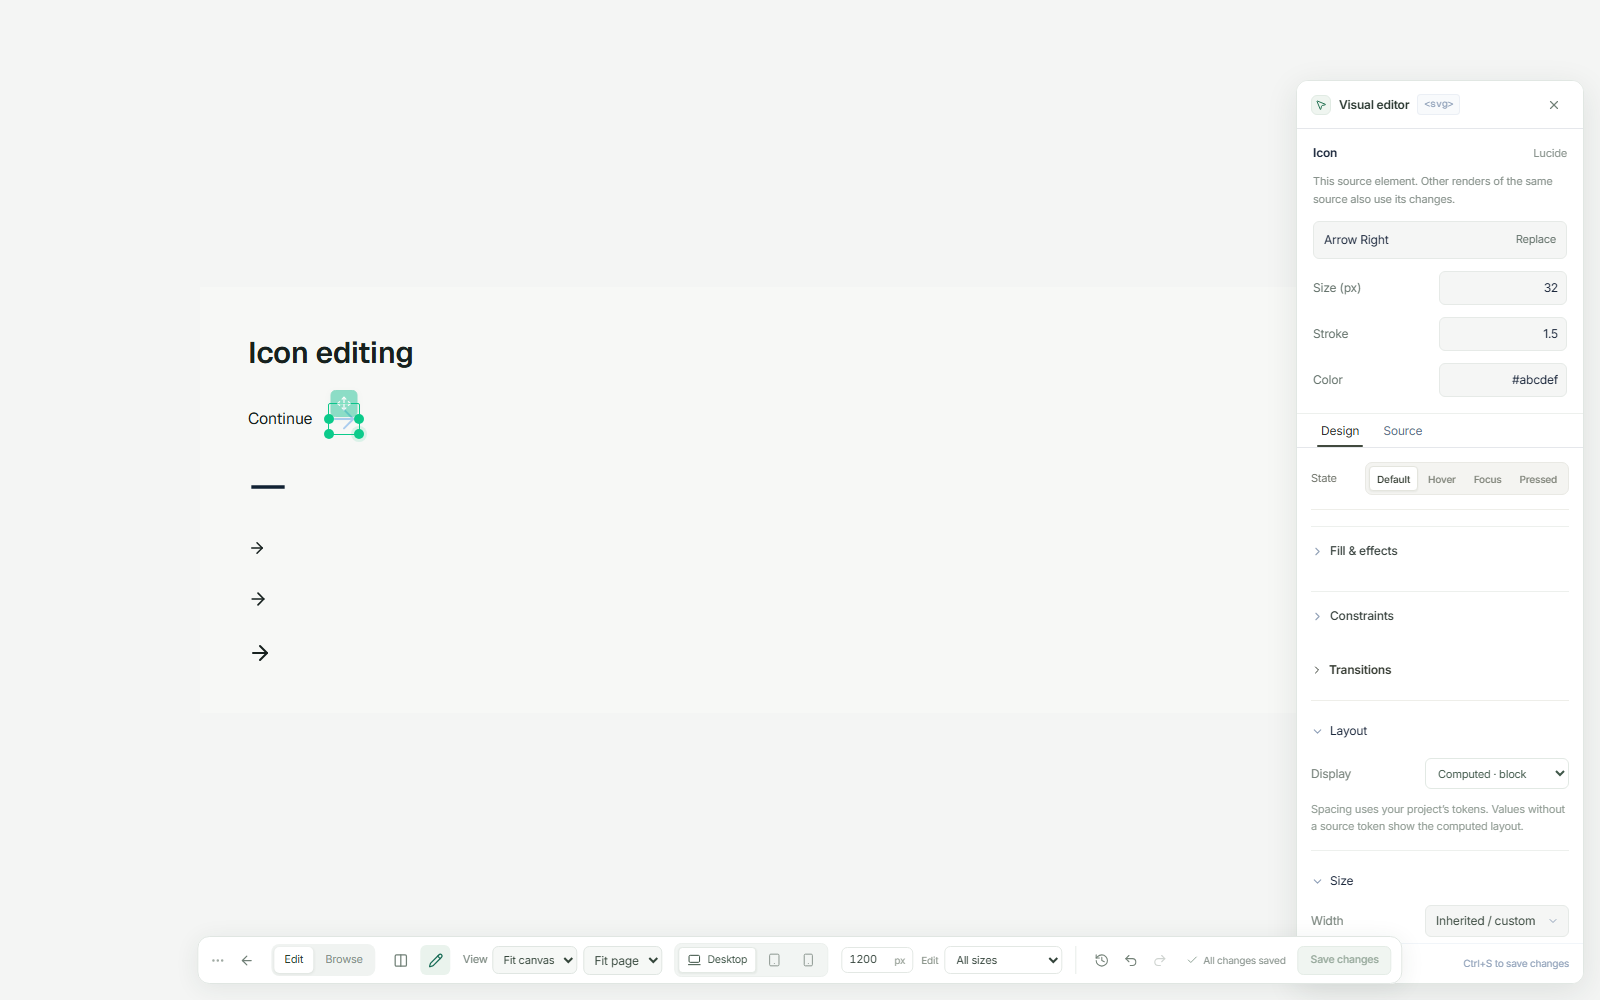 Visual editor
<svg>
Icon
Lucide
This source element. Other renders of the same
source also use its changes.
Arrow Right
Replace
Size (px)
32
Stroke
1.5
Color
#abcdef
Design
Source
State
Default
Hover
Focus
Pressed
Fill & effects
Constraints
Transitions
Layout
Display
Computed · block
Spacing uses your project's tokens. Values without
a source token show the computed layout.
Size
Width
Inherited / custom
Ctrl+S to save changes
Icon editing
Continue
Edit
Browse
View
Fit canvas
Fit page
Desktop
1200
px
Edit
All sizes
All changes saved
Save changes